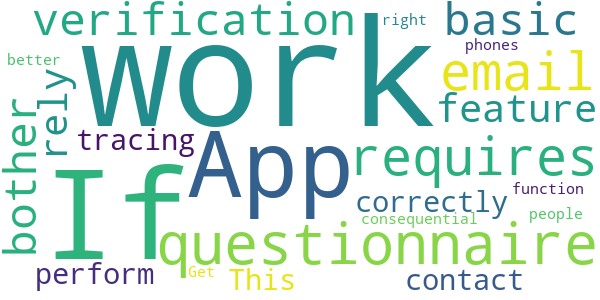 verification
right
basic
work
phones
better
email
rely
feature
bother
tracing
App
requires
If
correctly
function
consequential
people
questionnaire
perform
Get
This
contact